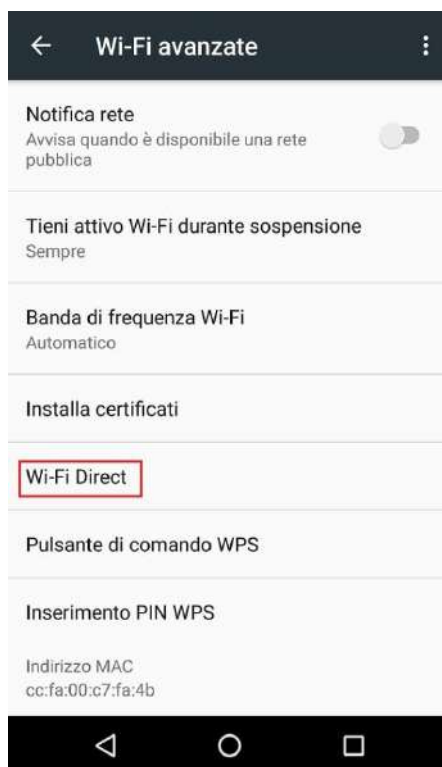 Wi-Fi avanzate
Notifica rete
Avvisa quando è disponibile una rete
pubblica
Tieni attivo Wi-Fi durante sospensione
Sempre
Banda di frequenza Wi-Fi
Automatico
Installa certificati
Wi-Fi Direct
Pulsante di comando WPS
Inserimento PIN WPS
Indirizzo MAC
cc:fa:00:c7:fa:4b